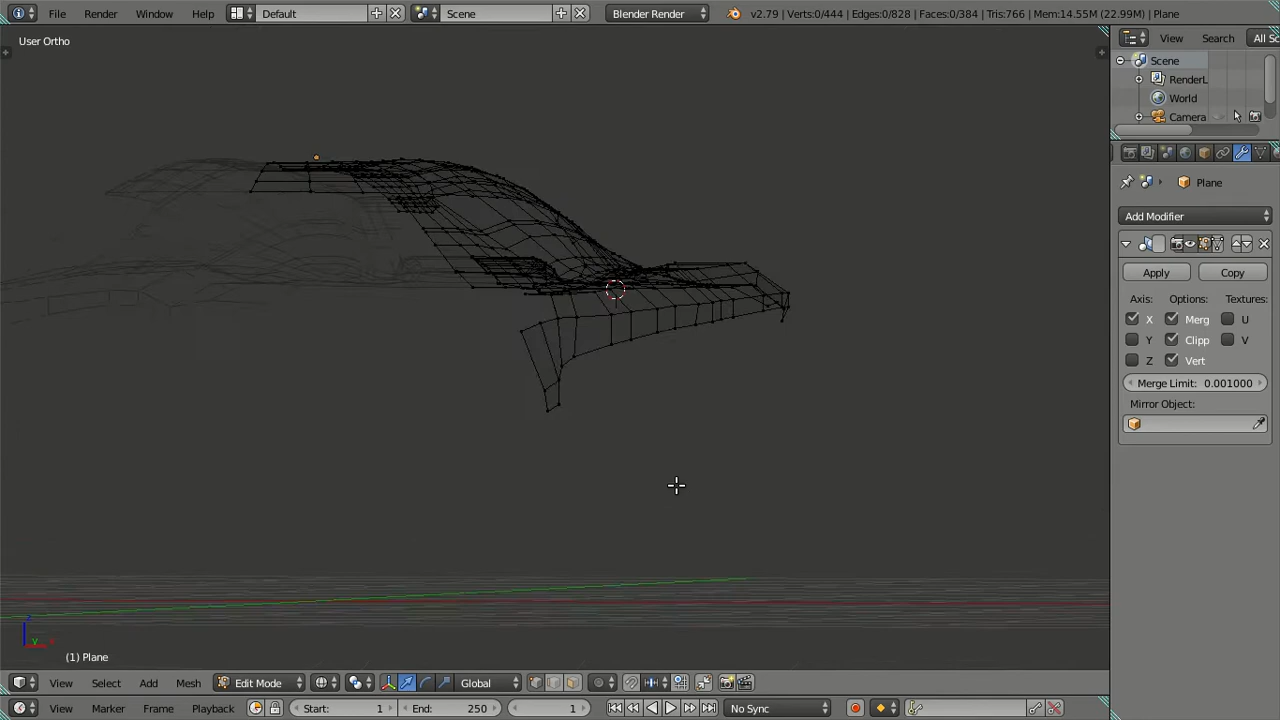 File Render Window Help Default Scene Blender Render v2.79 | Verts:0/444 | Edges:0/828 | Faces:0/384 | Tris:766 | Mem:14.55M (22.99M) | Plane
User Ortho
View Search All Sc
Scene
RenderL
World
Camera
Plane
Add Modifier
Apply Copy
Axis: Options: Textures:
X Merg U
Y Clipp V
Z Vert
Merge Limit: 0.001000
Mirror Object:
z
y x
(1) Plane
View Select Add Mesh Edit Mode Global
View Marker Frame Playback Start: 1 End: 250 1 No Sync